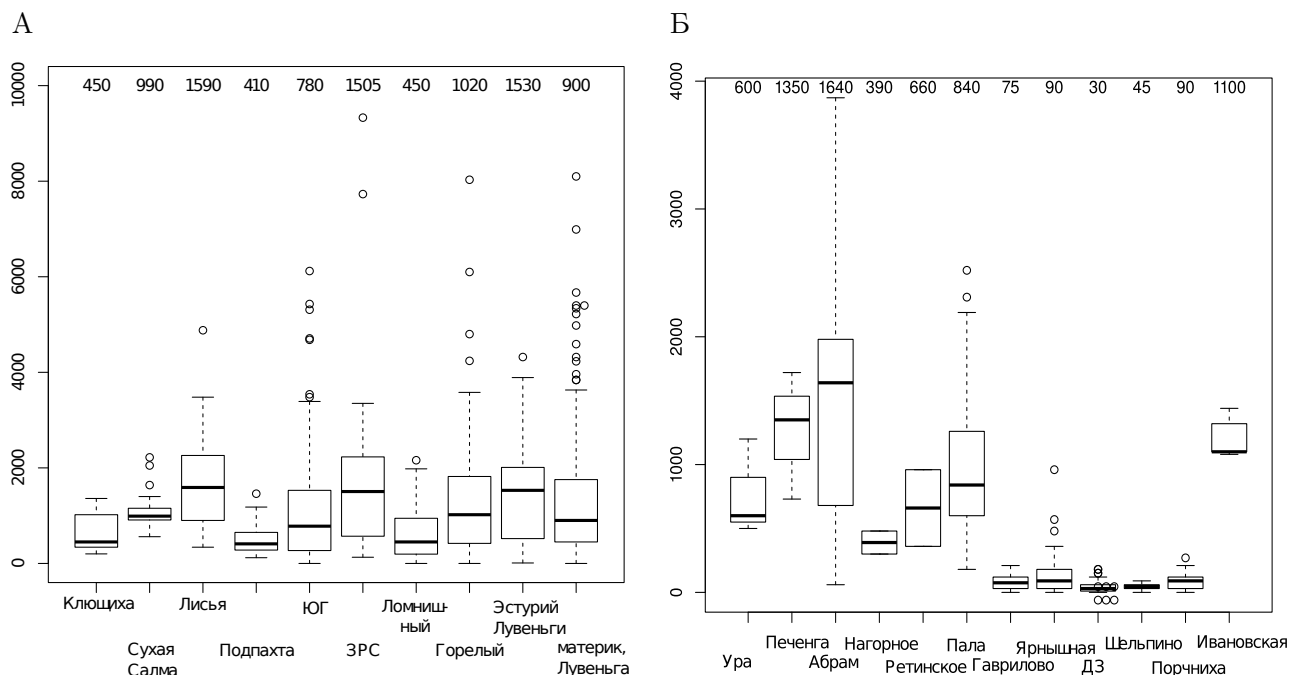 А
Б
450 990 1590 410 780 1505 450 1020 1530 900
10000
8000
6000
4000
2000
0
Клющиха
Сухая
Салма
Лисья
Подпахта
ЮГ
ЗРС
Ломниш-
ный
Горелый
Эстурий
Лувеньги
материк,
Лувеньга
600 1350 1640 390 660 840 75 90 30 45 90 1100
4000
3000
2000
1000
0
Ура
Печенга
Абрам
Нагорное
Ретинское
Пала
Гаврилово
Ярнышная
ДЗ
Шельпино
Порчниха
Ивановская